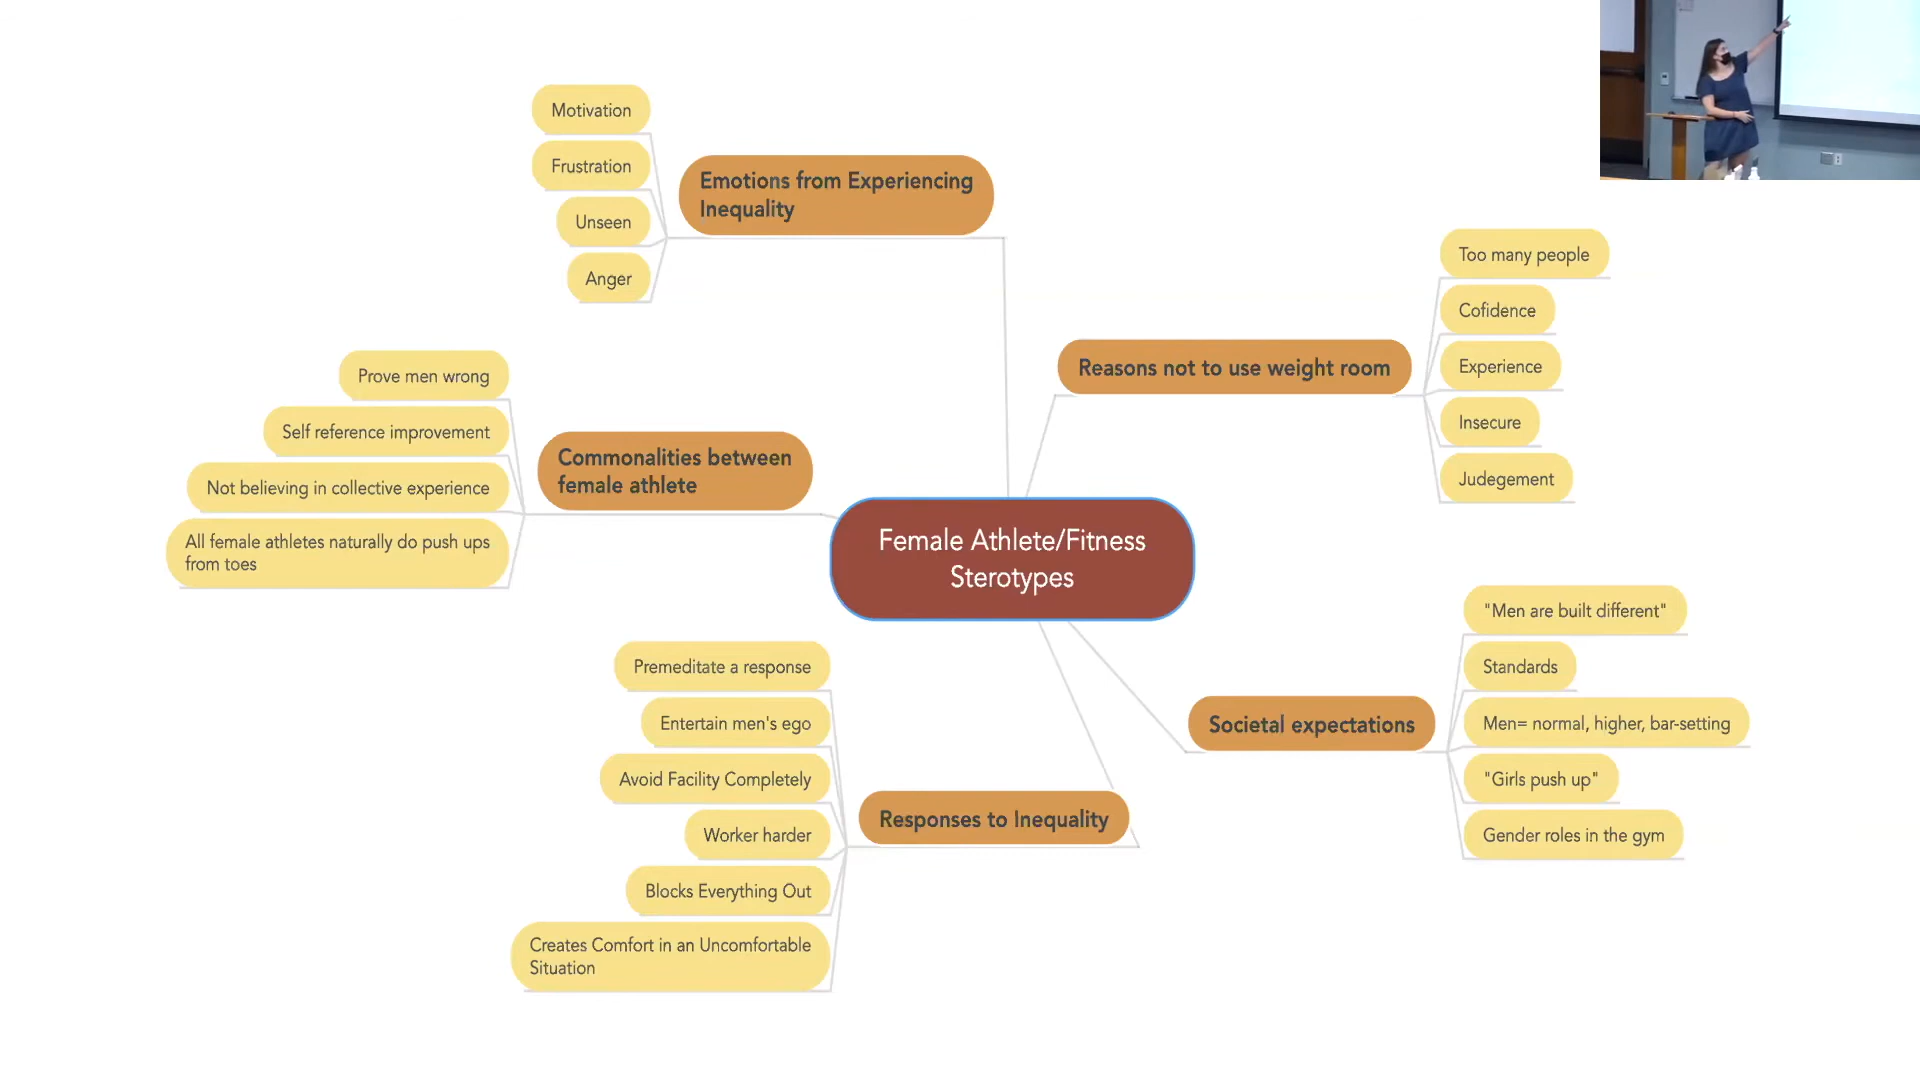 Motivation
Frustration
Unseen
Anger
Emotions from Experiencing
Inequality
Too many people
Cofidence
Experience
Insecure
Judegement
Reasons not to use weight room
Prove men wrong
Self reference improvement
Not believing in collective experience
All female athletes naturally do push ups
from toes
Commonalities between
female athlete
Female Athlete/Fitness
Sterotypes
"Men are built different"
Standards
Men= normal, higher, bar-setting
"Girls push up"
Gender roles in the gym
Societal expectations
Premeditate a response
Entertain men's ego
Avoid Facility Completely
Worker harder
Blocks Everything Out
Creates Comfort in an Uncomfortable
Situation
Responses to Inequality